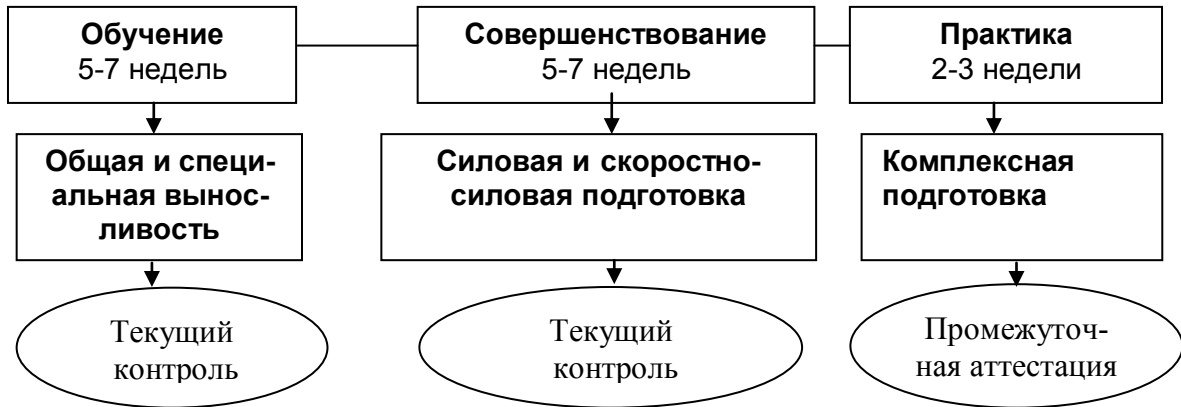 Обучение
5-7 недель
Совершенствование
5-7 недель
Практика
2-3 недели
Общая и специ-
альная вынос-
ливость
Силовая и скоростно-
силовая подготовка
Комплексная
подготовка
Текущий
контроль
Текущий
контроль
Промежуточ-
ная аттестация